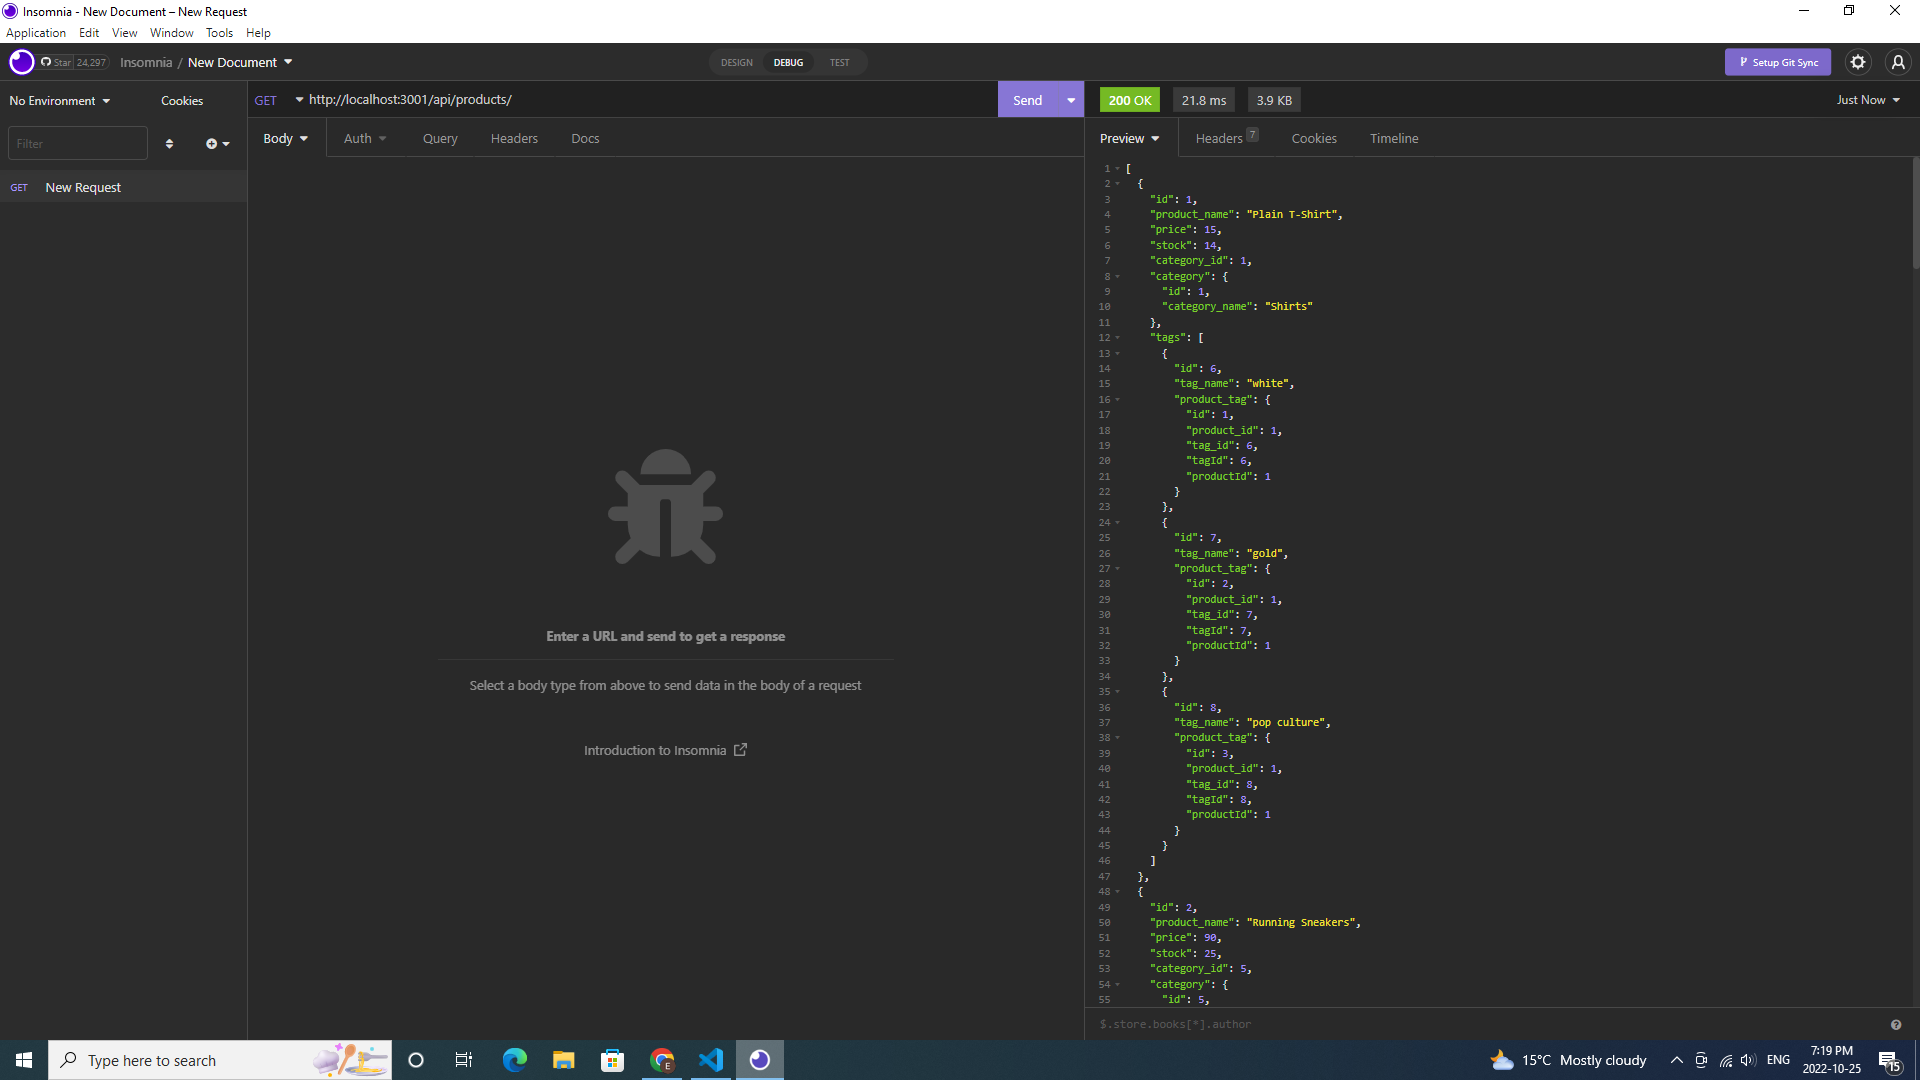 Insomnia - New Document – New Request
Application Edit View Window Tools Help
Star 24,297 Insomnia / New Document DESIGN DEBUG TEST Setup Git Sync
No Environment Cookies GET http://localhost:3001/api/products/ Send 200 OK 21.8 ms 3.9 KB Just Now
Filter Body Auth Query Headers Docs Preview Headers 7 Cookies Timeline
GET New Request
Enter a URL and send to get a response
Select a body type from above to send data in the body of a request
Introduction to Insomnia
1 [
2 {
3 "id": 1,
4 "product_name": "Plain T-Shirt",
5 "price": 15,
6 "stock": 14,
7 "category_id": 1,
8 "category": {
9 "id": 1,
10 "category_name": "Shirts"
11 },
12 "tags": [
13 {
14 "id": 6,
15 "tag_name": "white",
16 "product_tag": {
17 "id": 1,
18 "product_id": 1,
19 "tag_id": 6,
20 "tagId": 6,
21 "productId": 1
22 }
23 },
24 {
25 "id": 7,
26 "tag_name": "gold",
27 "product_tag": {
28 "id": 2,
29 "product_id": 1,
30 "tag_id": 7,
31 "tagId": 7,
32 "productId": 1
33 }
34 },
35 {
36 "id": 8,
37 "tag_name": "pop culture",
38 "product_tag": {
39 "id": 3,
40 "product_id": 1,
41 "tag_id": 8,
42 "tagId": 8,
43 "productId": 1
44 }
45 }
46 ]
47 },
48 {
49 "id": 2,
50 "product_name": "Running Sneakers",
51 "price": 90,
52 "stock": 25,
53 "category_id": 5,
54 "category": {
55 "id": 5,
$.store.books[*].author
Type here to search 15°C Mostly cloudy ENG 7:19 PM
2022-10-25 15